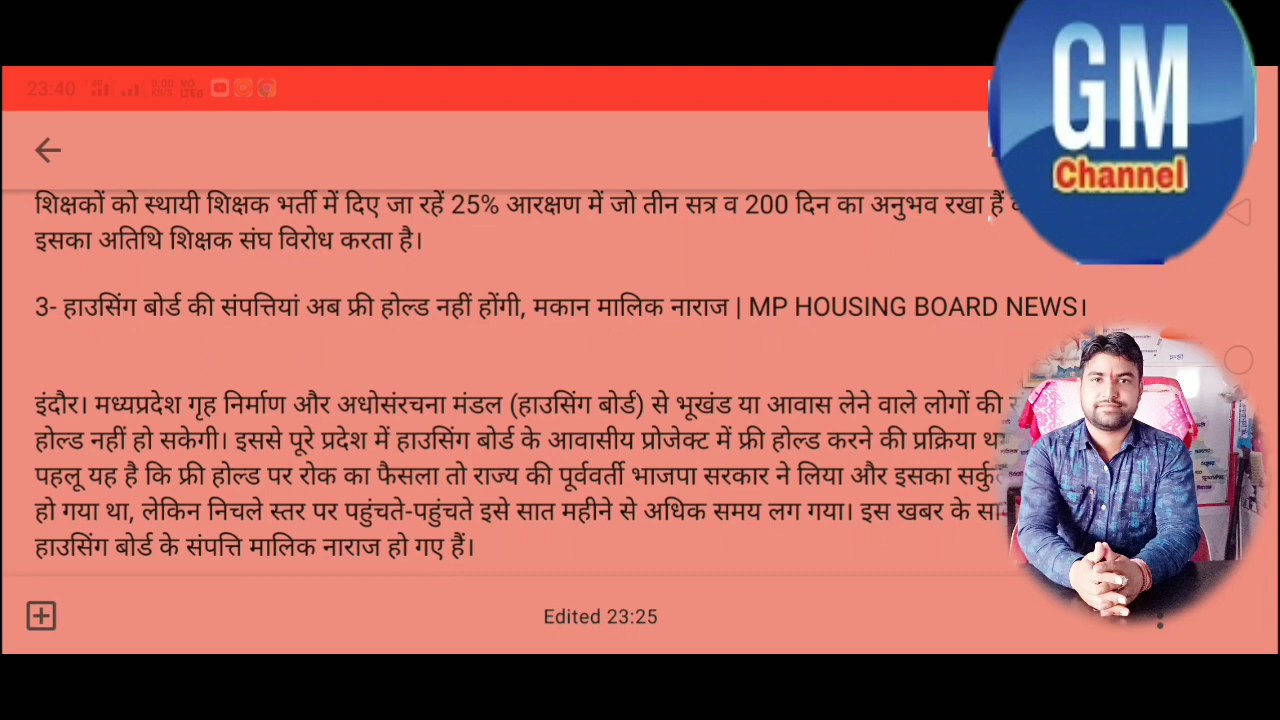 23:40
GM
Channel
शिक्षकों को स्थायी शिक्षक भर्ती में दिए जा रहें 25% आरक्षण में जो तीन सत्र व 200 दिन का अनुभव रखा हैं
इसका अतिथि शिक्षक संघ विरोध करता है।
3- हाउसिंग बोर्ड की संपत्तियां अब फ्री होल्ड नहीं होंगी, मकान मालिक नाराज | MP HOUSING BOARD NEWS।
इंदौर। मध्यप्रदेश गृह निर्माण और अधोसंरचना मंडल (हाउसिंग बोर्ड) से भूखंड या आवास लेने वाले लोगों की
होल्ड नहीं हो सकेगी। इससे पूरे प्रदेश में हाउसिंग बोर्ड के आवासीय प्रोजेक्ट में फ्री होल्ड करने की प्रक्रिया
पहलू यह है कि फ्री होल्ड पर रोक का फैसला तो राज्य की पूर्ववर्ती भाजपा सरकार ने लिया और इसका
हो गया था, लेकिन निचले स्तर पर पहुंचते-पहुंचते इसे सात महीने से अधिक समय लग गया। इस खबर के
हाउसिंग बोर्ड के संपत्ति मालिक नाराज हो गए हैं।
Edited 23:25